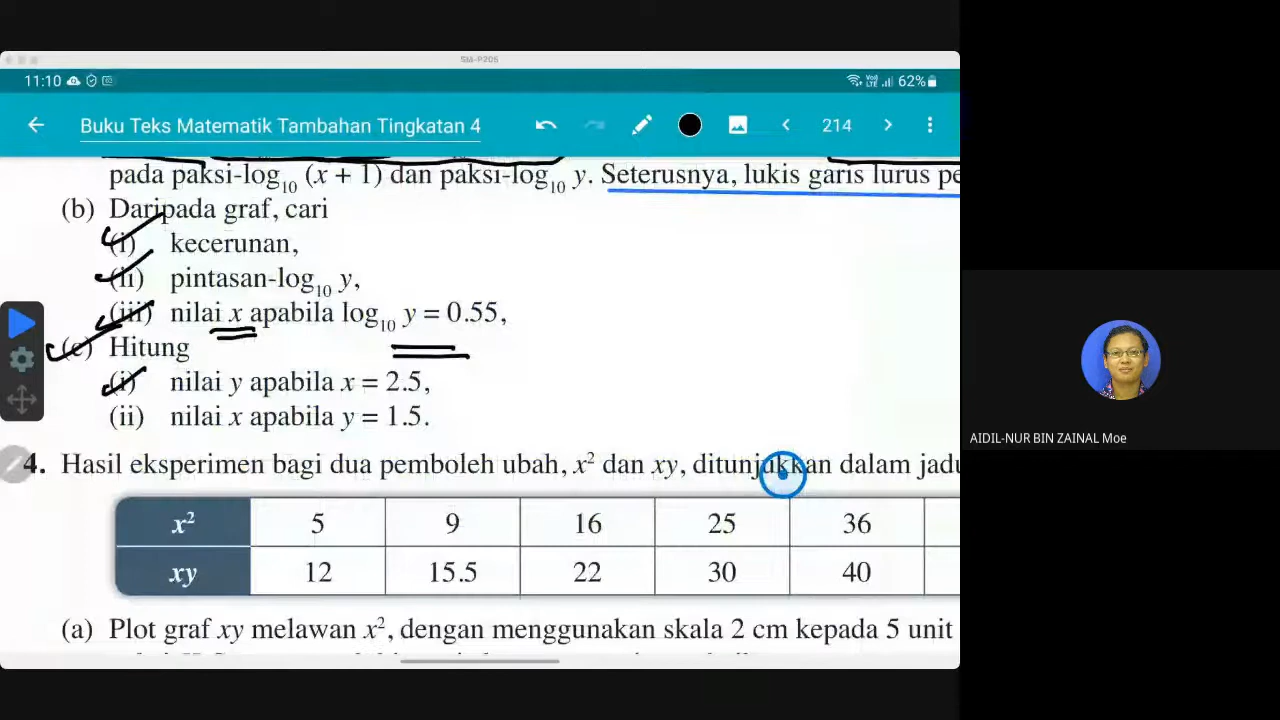 SM-P205
11:10
62%
Buku Teks Matematik Tambahan Tingkatan 4
214
pada paksi-log₁₀ (x + 1) dan paksi-log₁₀ y. Seterusnya, lukis garis lurus pe
(b) Daripada graf, cari
(i) kecerunan,
(ii) pintasan-log₁₀ y,
(iii) nilai x apabila log₁₀ y = 0.55,
(c) Hitung
(i) nilai y apabila x = 2.5,
(ii) nilai x apabila y = 1.5.
4. Hasil eksperimen bagi dua pemboleh ubah, x² dan xy, ditunjukkan dalam jadu
x² 5 9 16 25 36
xy 12 15.5 22 30 40
(a) Plot graf xy melawan x², dengan menggunakan skala 2 cm kepada 5 unit
AIDIL-NUR BIN ZAINAL Moe